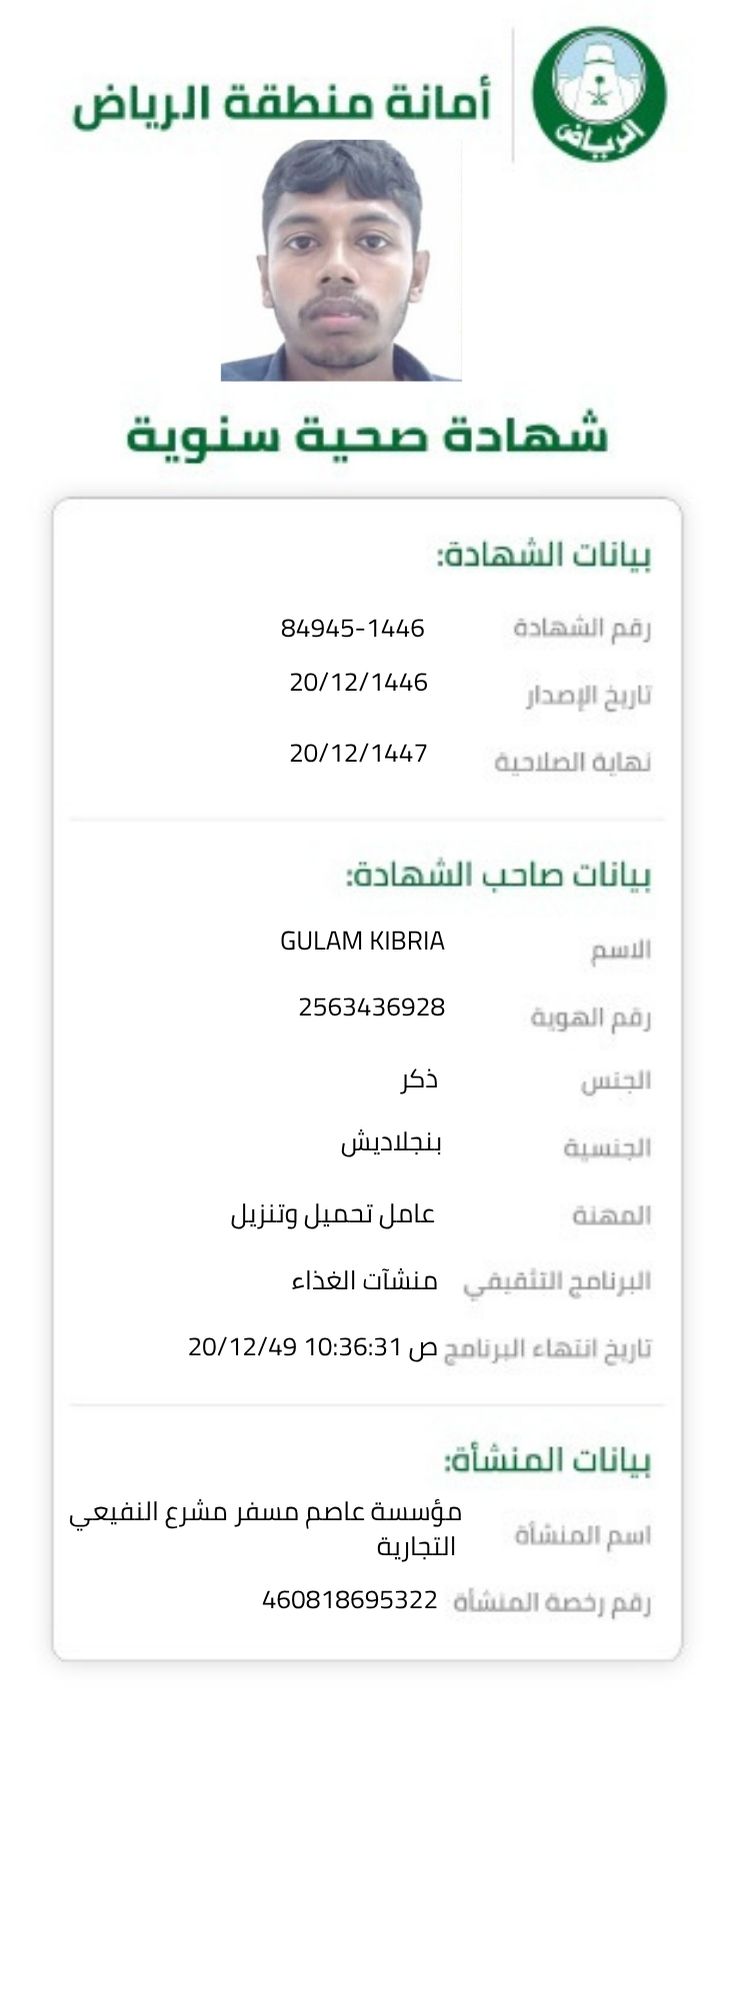 أمانة منطقة الرياض
الرياض
شهادة صحية سنوية
بيانات الشهادة:
رقم الشهادة 84945-1446
تاريخ الإصدار 20/12/1446
نهاية الصلاحية 20/12/1447
بيانات صاحب الشهادة:
الاسم GULAM KIBRIA
رقم الهوية 2563436928
الجنس ذكر
الجنسية بنجلاديش
المهنة عامل تحميل وتنزيل
البرنامج التثقيفي منشآت الغذاء
تاريخ انتهاء البرنامج ص 10:36:31 20/12/49
بيانات المنشأة:
اسم المنشأة مؤسسة عاصم مسفر مشرع النفيعي
التجارية
رقم رخصة المنشأة 460818695322